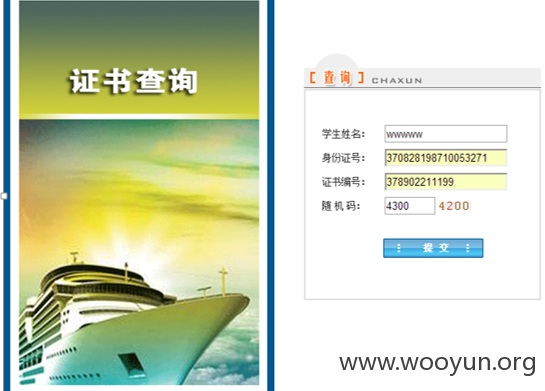 证书查询
[ 查询 ] CHAXUN
学生姓名: wwwww
身份证号: 370828198710053271
证书编号: 378902211199
随机码: 4300 4200
提 交
www.wooyun.org